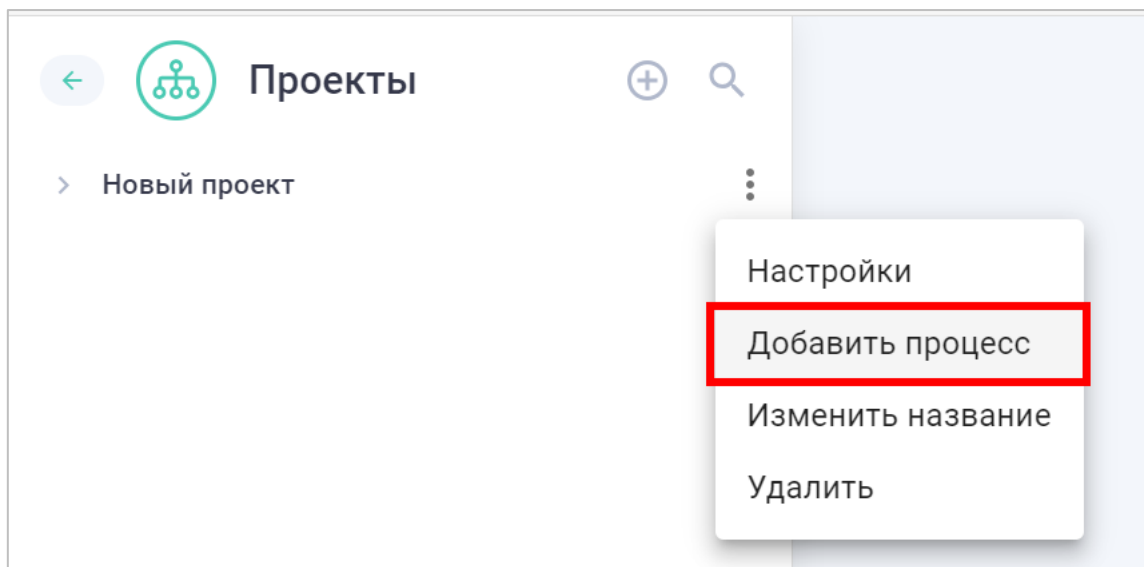 Проекты
Новый проект
Настройки
Добавить процесс
Изменить название
Удалить